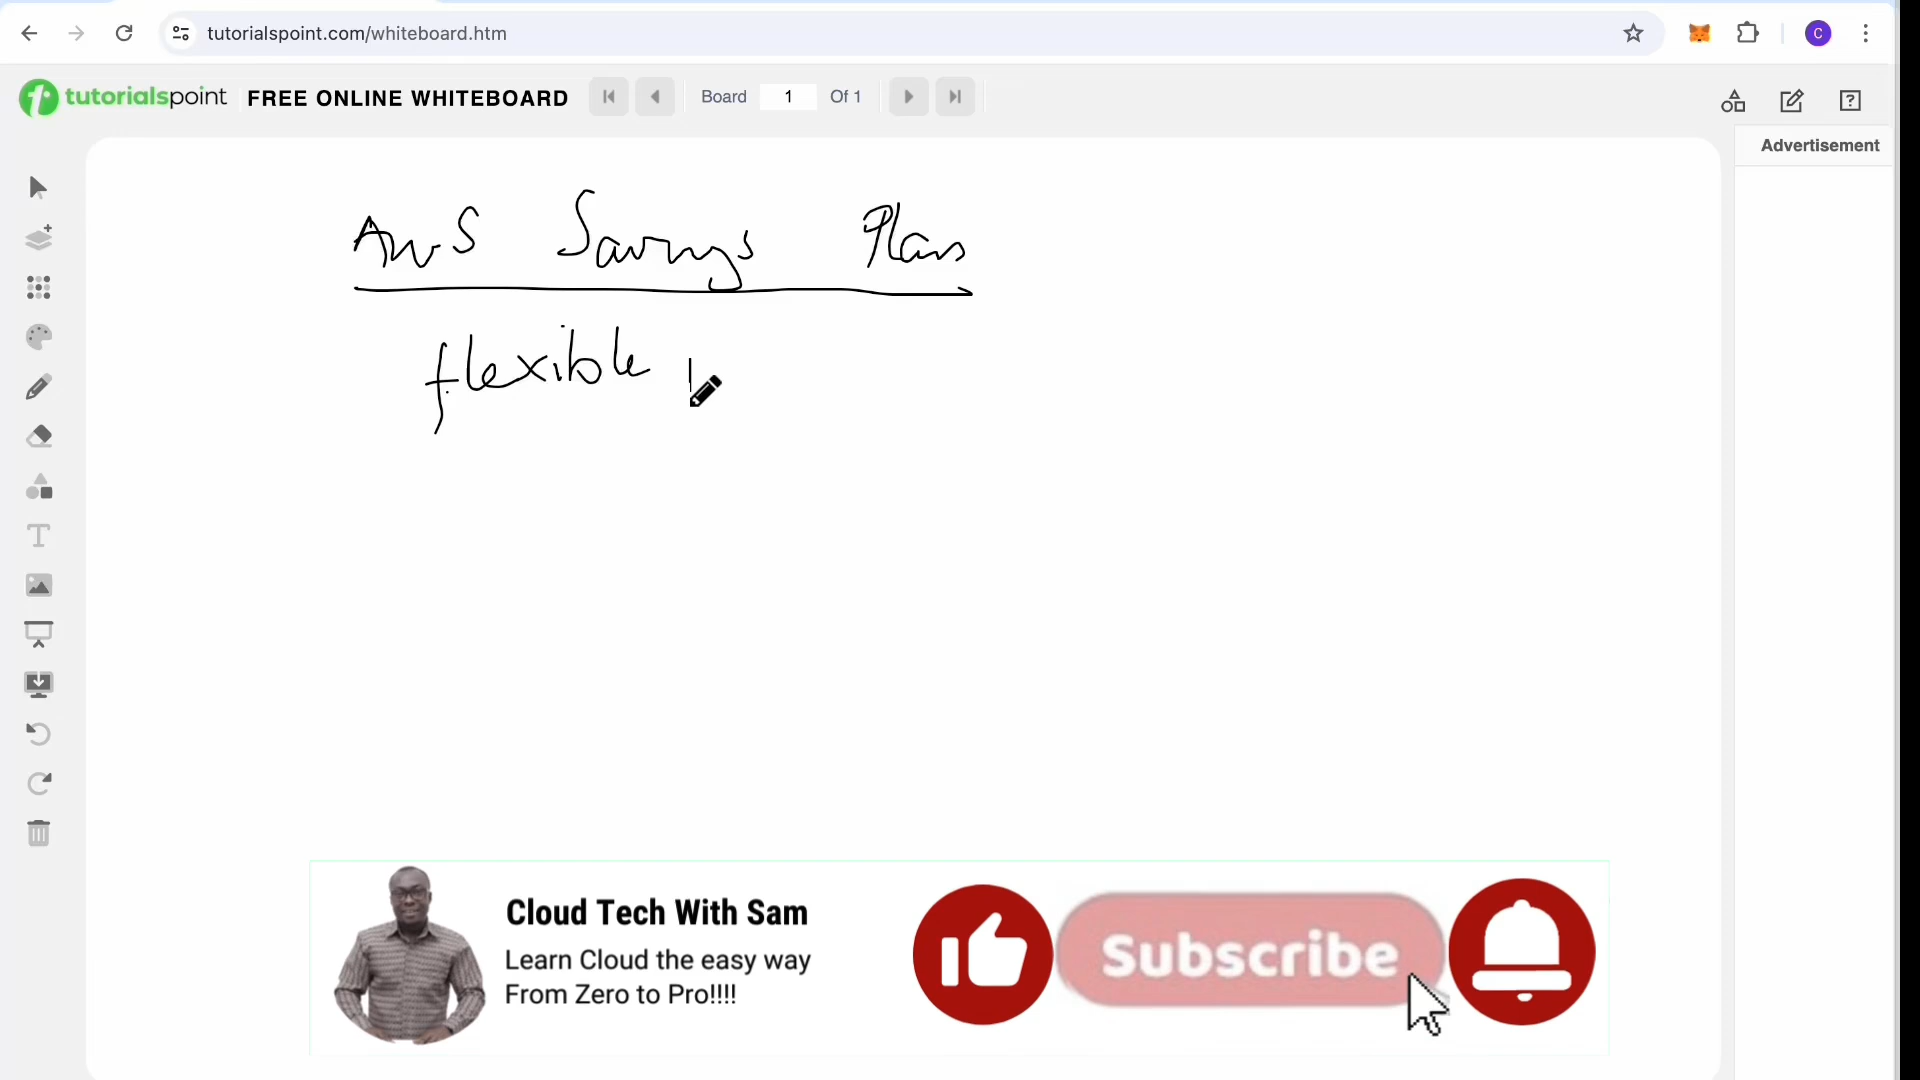 tutorialspoint.com/whiteboard.htm
C
tutorialspoint FREE ONLINE WHITEBOARD Board 1 Of 1
?
Advertisement
AWS Savings Plans
flexible
T
Cloud Tech With Sam
Learn Cloud the easy way
From Zero to Pro!!!!
Subscribe